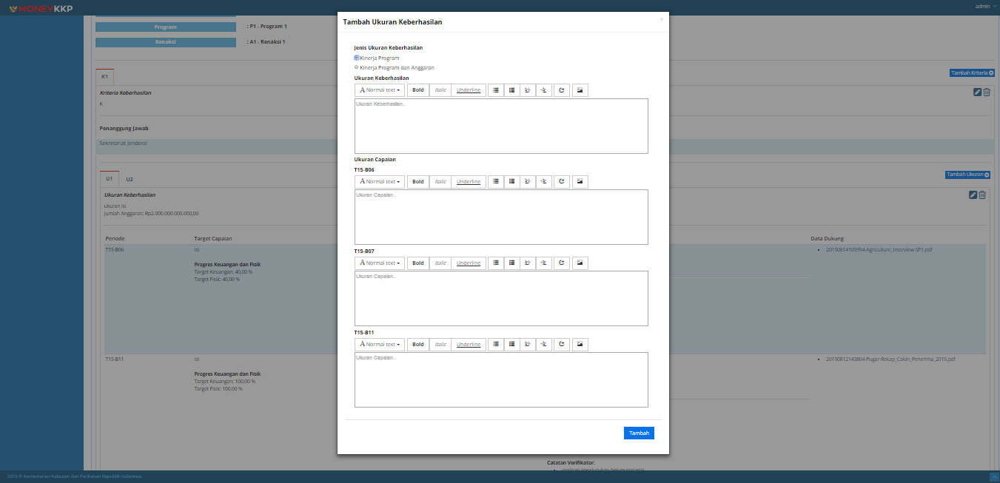 MONEVKKP
admin
Program : P1 - Program 1
Renaksi : A1 - Renaksi 1
K1
Tambah Kriteria
Kriteria Keberhasilan
K
Penanggung Jawab
Sekretariat Jenderal
U1 U2
Tambah Ukuran
Ukuran Keberhasilan
ukuran isi
Jumlah Anggaran: Rp2.000.000.000.000,00
Periode Target Capaian Data Dukung
T15-B06 isi
Progres Keuangan dan Fisik
Target Keuangan: 40,00 %
Target Fisik: 40,00 %
20150814103954-Agriculture_Interview-SP1.pdf
T15-B11 isi
Progres Keuangan dan Fisik
Target Keuangan: 100,00 %
Target Fisik: 100,00 %
20150812143804-Pugar-Rekap_Calon_Penerima_2015.pdf
Catatan Verifikator:
Tambah Ukuran Keberhasilan
×
Jenis Ukuran Keberhasilan
Kinerja Program
Kinerja Program dan Anggaran
Ukuran Keberhasilan
A Normal text Bold Italic Underline
Ukuran Keberhasilan..
Ukuran Capaian
T15-B06
A Normal text Bold Italic Underline
Ukuran Capaian..
T15-B07
A Normal text Bold Italic Underline
Ukuran Capaian..
T15-B11
A Normal text Bold Italic Underline
Ukuran Capaian..
Tambah
2015 © Kementerian Kelautan dan Perikanan Republik Indonesia